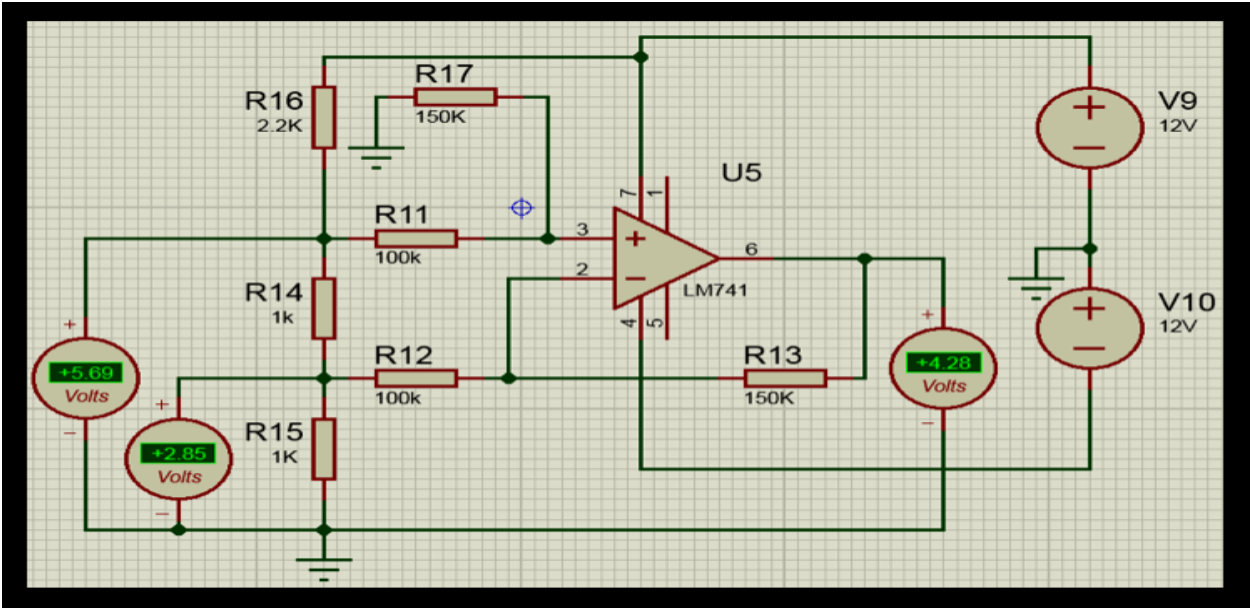 R17
150K
R16
2.2K
V9
12V
U5
7
1
R11
100k
3
+
6
2
LM741
R14
1k
4
5
V10
12V
R12
100k
R13
150K
+4.28
Volts
+5.69
Volts
R15
1K
+2.85
Volts